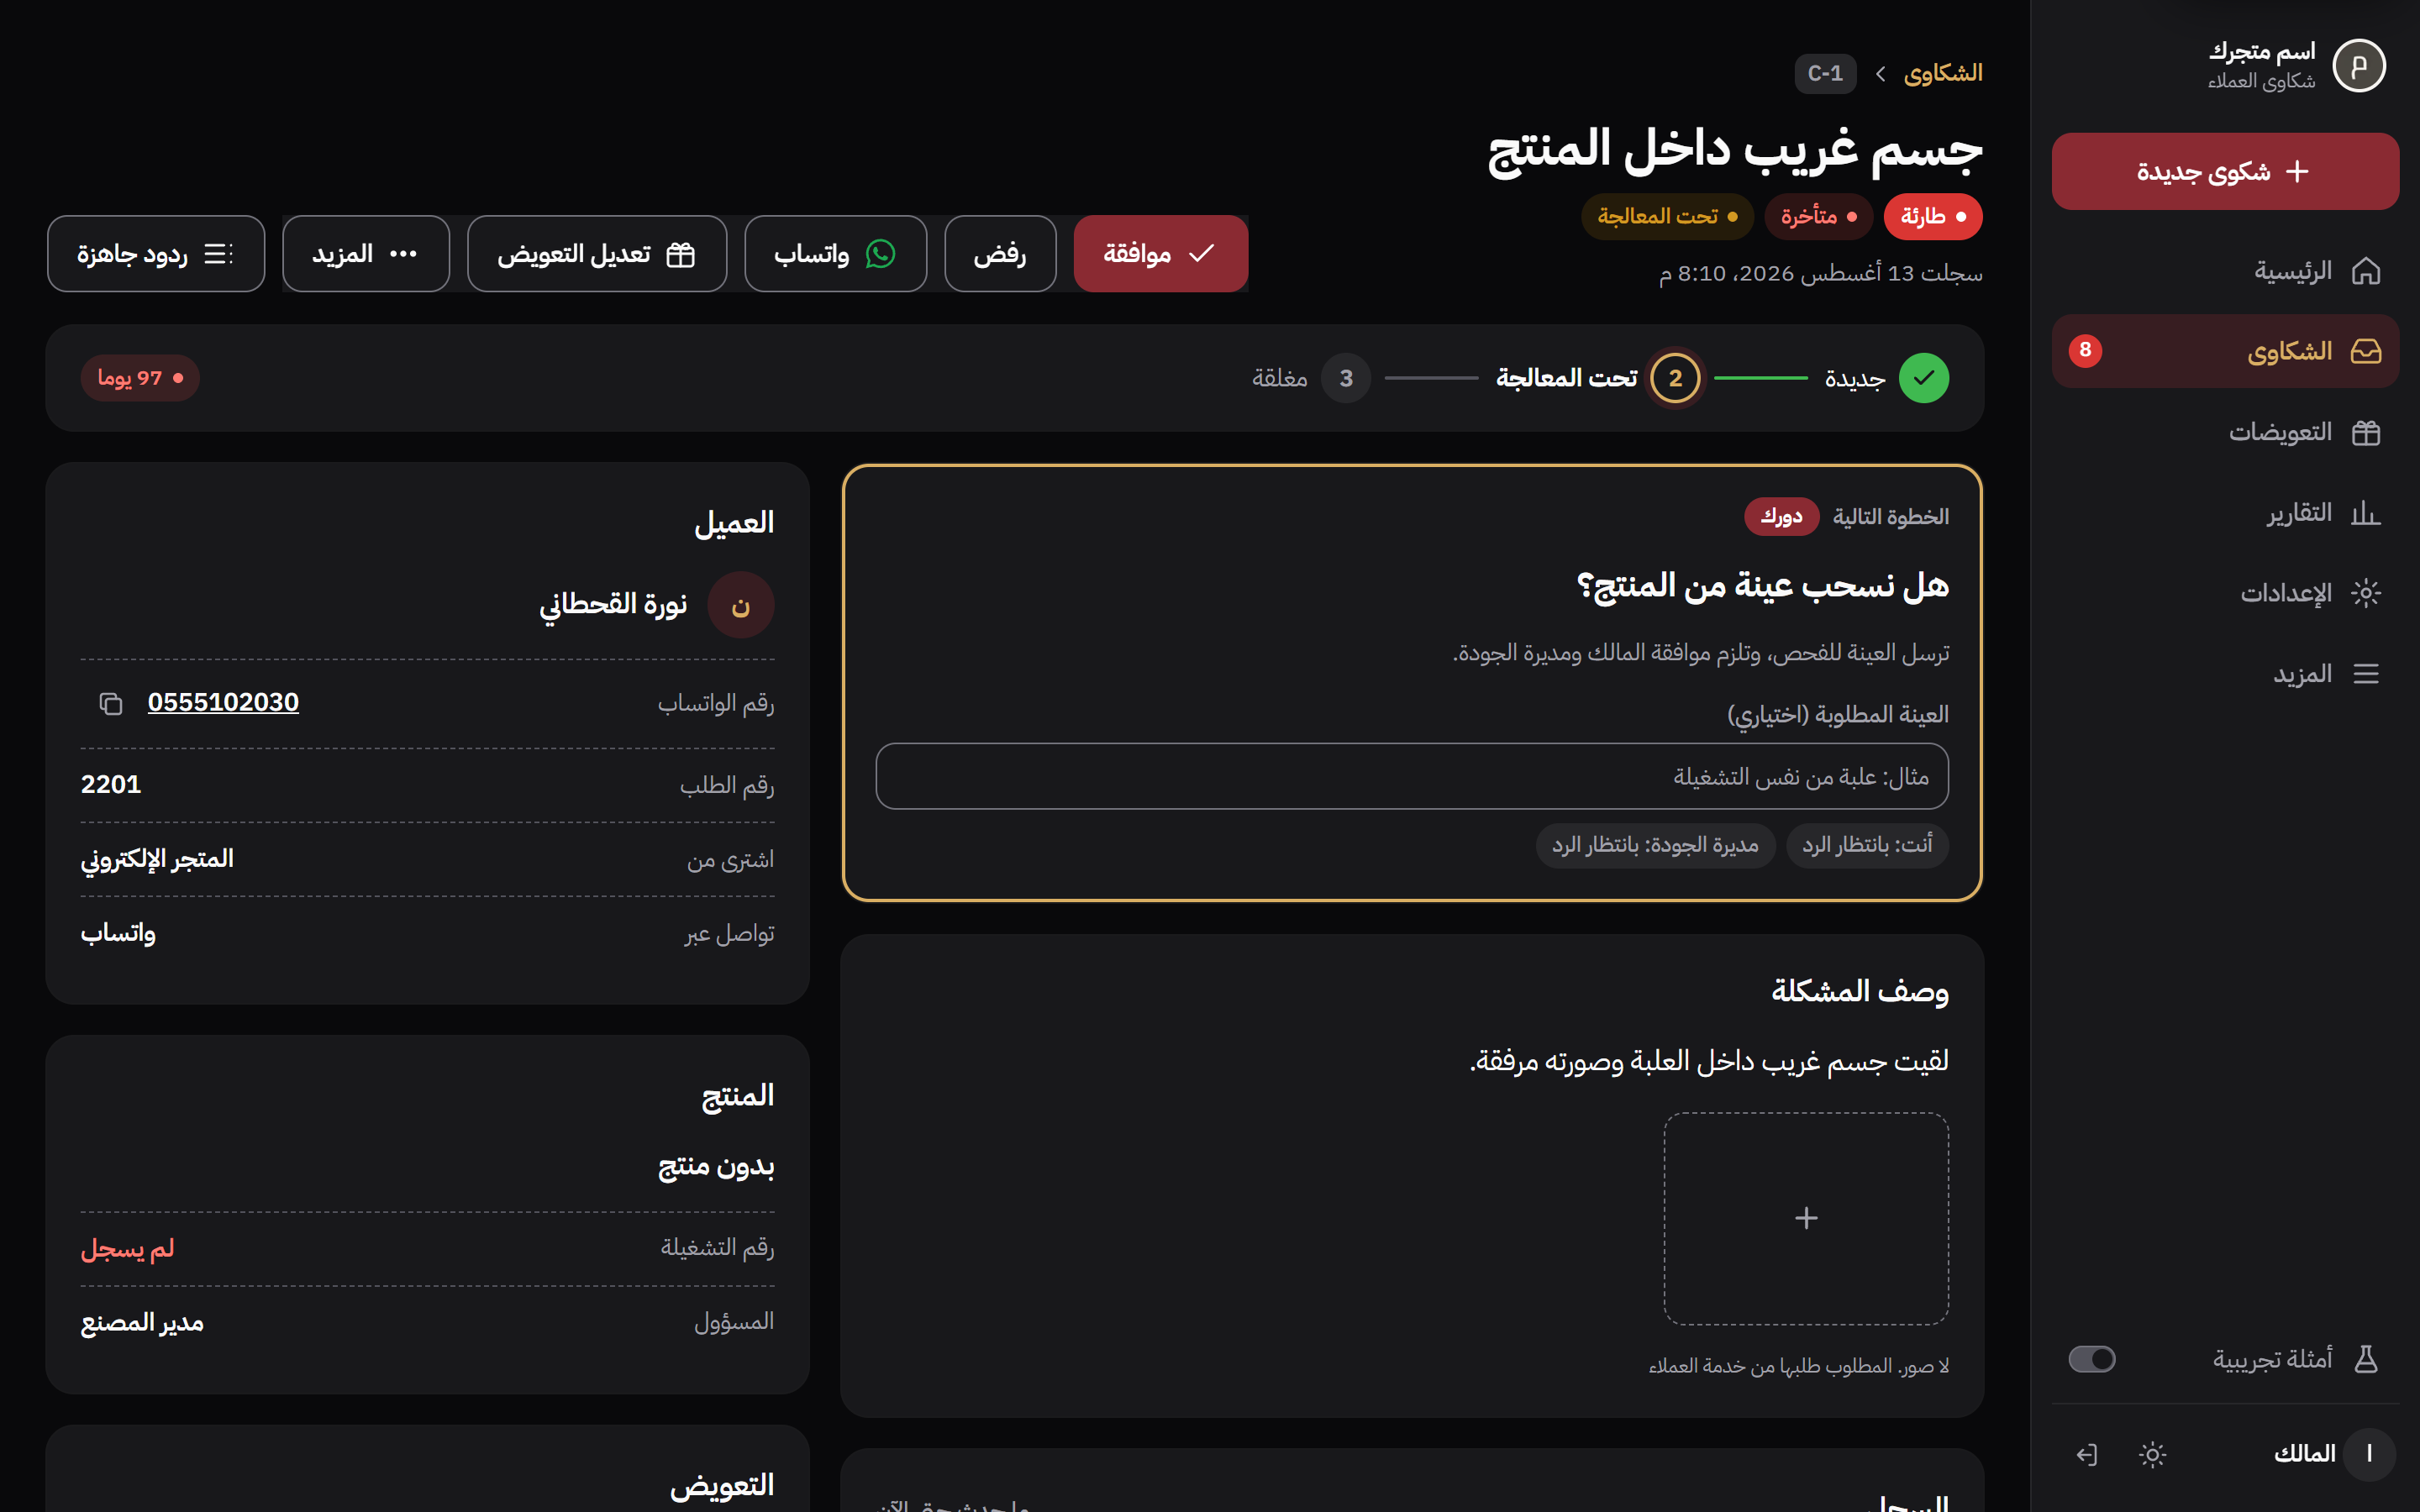 اسم متجرك
شكاوى العملاء
شكوى جديدة
الرئيسية
الشكاوى
8
التعويضات
التقارير
الإعدادات
المزيد
أمثلة تجريبية
ا
المالك
الشكاوى
C-1
جسم غريب داخل المنتج
طارئة
متأخرة
تحت المعالجة
سجلت 13 أغسطس 2026، 8:10 م
موافقة
رفض
واتساب
تعديل التعويض
المزيد
ردود جاهزة
جديدة
2 تحت المعالجة
3 مغلقة
97 يوما
الخطوة التالية
دورك
هل نسحب عينة من المنتج؟
ترسل العينة للفحص، وتلزم موافقة المالك ومديرة الجودة.
العينة المطلوبة (اختياري)
مثال: علبة من نفس التشغيلة
أنت: بانتظار الرد
مديرة الجودة: بانتظار الرد
وصف المشكلة
لقيت جسم غريب داخل العلبة وصورته مرفقة.
لا صور. المطلوب طلبها من خدمة العملاء
السجل
ما حدث حتى الآن
العميل
ن
نورة القحطاني
رقم الواتساب
0555102030
رقم الطلب
2201
اشترى من
المتجر الإلكتروني
تواصل عبر
واتساب
المنتج
بدون منتج
رقم التشغيلة
لم يسجل
المسؤول
مدير المصنع
التعويض